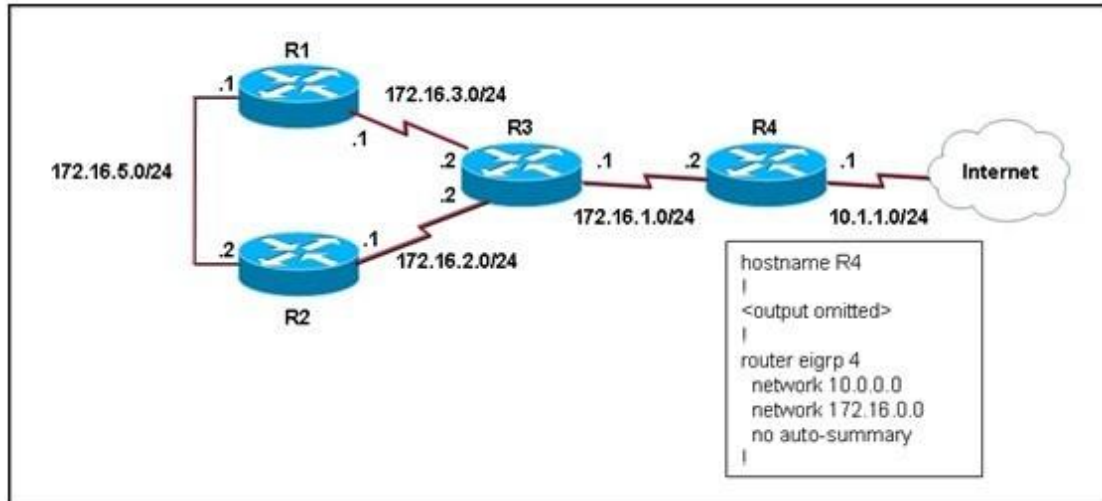 R1
.1
172.16.3.0/24
.1
R3
R4
.2
.1
.2
.1
Internet
172.16.5.0/24
.2
172.16.1.0/24
10.1.1.0/24
.2
.1
172.16.2.0/24
R2
hostname R4
!
<output omitted>
!
router eigrp 4
network 10.0.0.0
network 172.16.0.0
no auto-summary
!